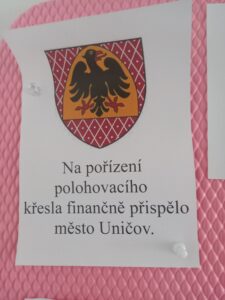 Na pořízení
polohovacího
křesla finančně přispělo
město Uničov.